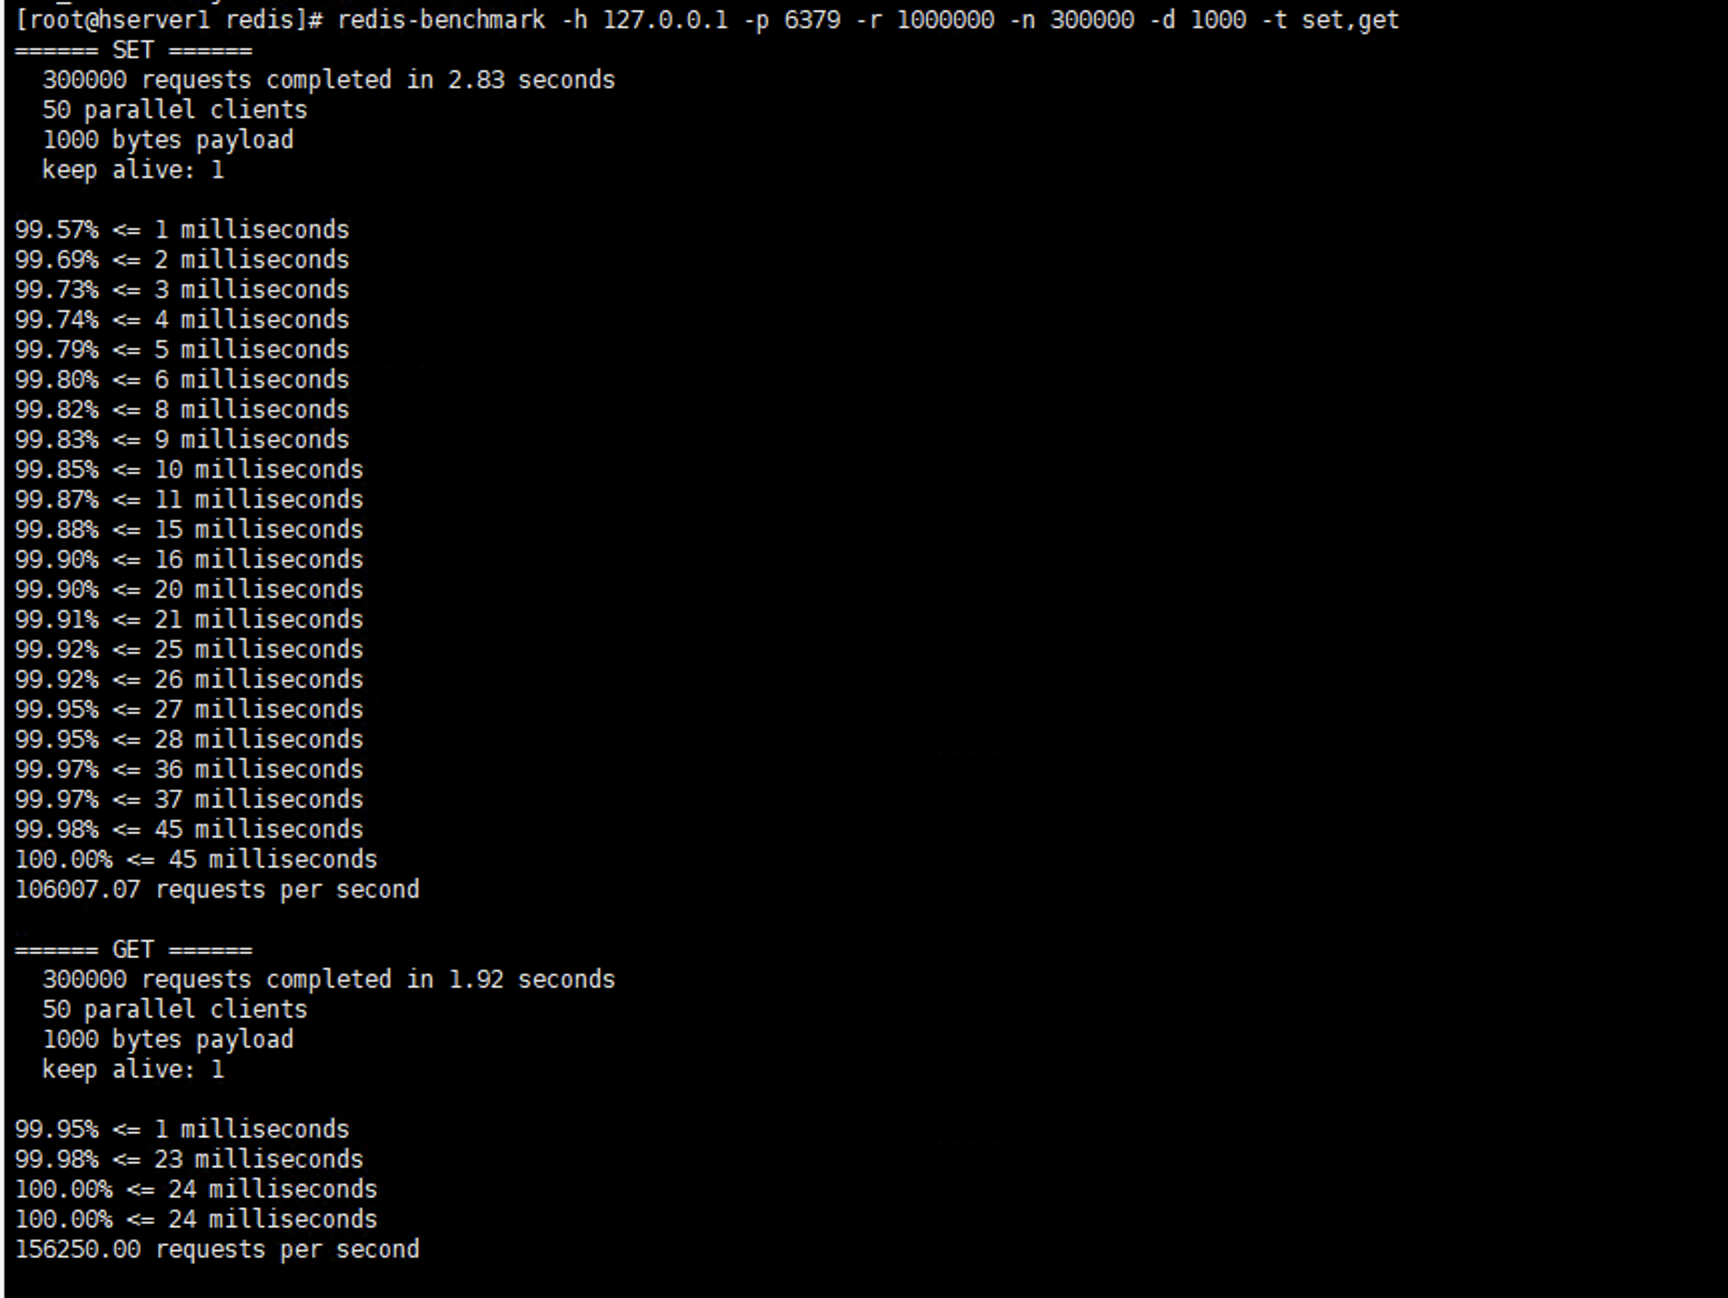 [root@hserver1 redis]# redis-benchmark -h 127.0.0.1 -p 6379 -r 1000000 -n 300000 -d 1000 -t set,get
====== SET ======
  300000 requests completed in 2.83 seconds
  50 parallel clients
  1000 bytes payload
  keep alive: 1

99.57% <= 1 milliseconds
99.69% <= 2 milliseconds
99.73% <= 3 milliseconds
99.74% <= 4 milliseconds
99.79% <= 5 milliseconds
99.80% <= 6 milliseconds
99.82% <= 8 milliseconds
99.83% <= 9 milliseconds
99.85% <= 10 milliseconds
99.87% <= 11 milliseconds
99.88% <= 15 milliseconds
99.90% <= 16 milliseconds
99.90% <= 20 milliseconds
99.91% <= 21 milliseconds
99.92% <= 25 milliseconds
99.92% <= 26 milliseconds
99.95% <= 27 milliseconds
99.95% <= 28 milliseconds
99.97% <= 36 milliseconds
99.97% <= 37 milliseconds
99.98% <= 45 milliseconds
100.00% <= 45 milliseconds
106007.07 requests per second

====== GET ======
  300000 requests completed in 1.92 seconds
  50 parallel clients
  1000 bytes payload
  keep alive: 1

99.95% <= 1 milliseconds
99.98% <= 23 milliseconds
100.00% <= 24 milliseconds
100.00% <= 24 milliseconds
156250.00 requests per second